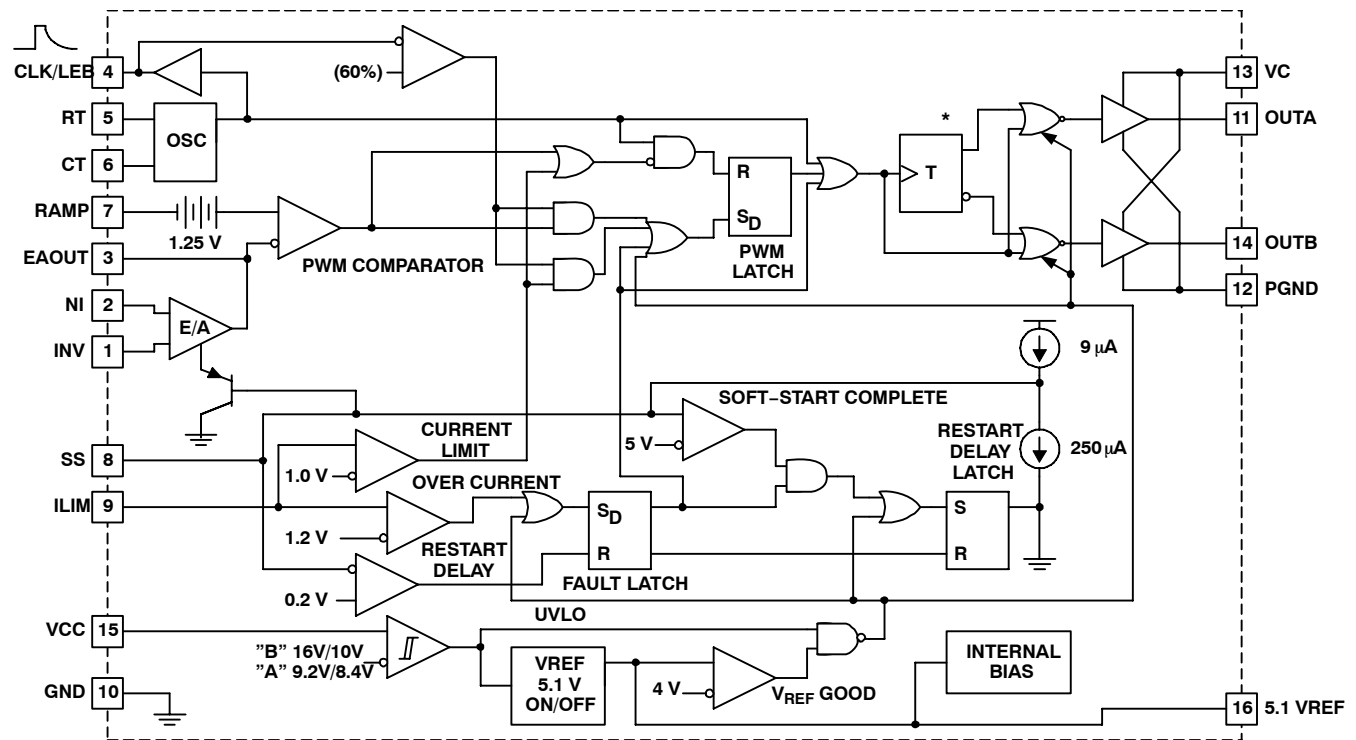 CLK/LEB 4
(60%)
13 VC
RT 5
OSC
*
11 OUTA
CT 6
R
T
RAMP 7
SD
1.25 V
14 OUTB
EAOUT 3
PWM COMPARATOR
PWM
LATCH
12 PGND
NI 2
E/A
INV 1
9 µA
SOFT−START COMPLETE
CURRENT
LIMIT
5 V
RESTART
DELAY
LATCH
250 µA
SS 8
1.0 V
OVER CURRENT
ILIM 9
SD
S
1.2 V
RESTART
DELAY
R
R
FAULT LATCH
0.2 V
UVLO
VCC 15
”B” 16V/10V
”A” 9.2V/8.4V
VREF
5.1 V
ON/OFF
INTERNAL
BIAS
GND 10
4 V
VREF GOOD
16 5.1 VREF